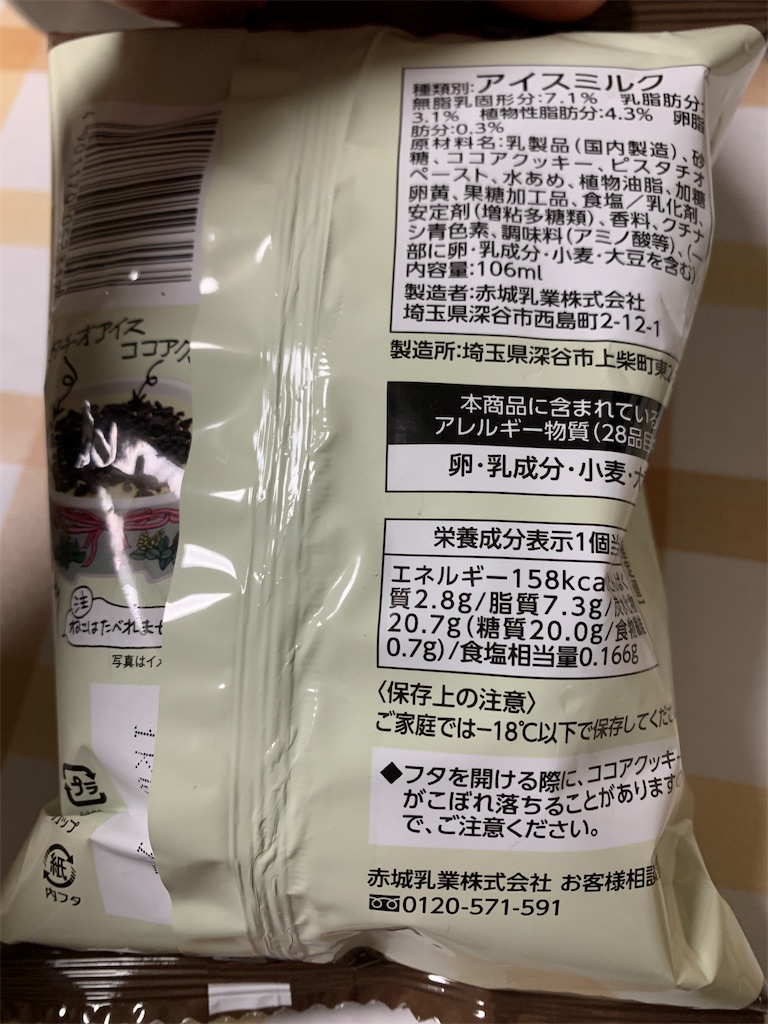 種類別:アイスミルク
無脂乳固形分:7.1% 乳脂肪分:
3.1% 植物性脂肪分:4.3% 卵脂
肪分:0.3%
原材料名:乳製品(国内製造)、砂
糖、ココアクッキー、ピスタチオ
ペースト、水あめ、植物油脂、加糖
卵黄、果糖加工品、食塩/乳化剤、
安定剤(増粘多糖類)、香料、クチナ
シ青色素、調味料(アミノ酸等)、(一
部に卵・乳成分・小麦・大豆を含む)
内容量:106ml
製造者:赤城乳業株式会社
埼玉県深谷市西島町2-12-1
製造所:埼玉県深谷市上柴町東2
本商品に含まれている
アレルギー物質(28品目
卵・乳成分・小麦・大
栄養成分表示1個当
エネルギー158kca
質2.8g/脂質7.3g/
20.7g(糖質20.0g/食物
0.7g)/食塩相当量0.166g
〈保存上の注意〉
ご家庭では-18℃以下で保存してくださ
◆フタを開ける際に、ココアクッキー
がこぼれ落ちることがあります
で、ご注意ください。
赤城乳業株式会社 お客様相談
0120-571-591
チオアイス
ココアク
注
ねこはたべれませ
写真はイメ
プラ
ップ
紙
内フタ